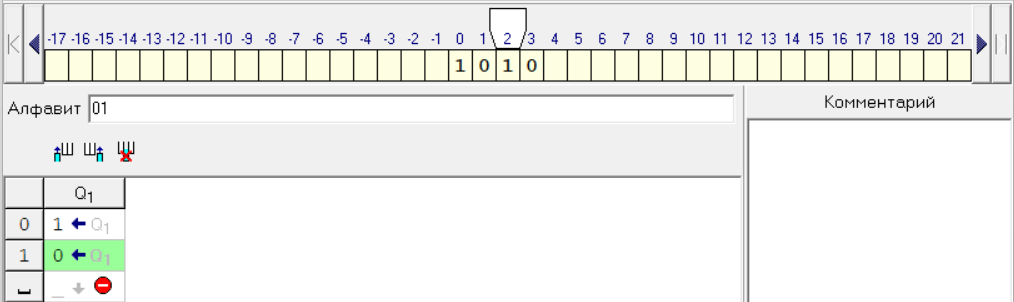 -17 -16 -15 -14 -13 -12 -11 -10 -9 -8 -7 -6 -5 -4 -3 -2 -1 0 1 2 3 4 5 6 7 8 9 10 11 12 13 14 15 16 17 18 19 20 21
1 0 1 0
Алфавит 01
Комментарий
Q1
0 1 ← Q1
1 0 ← Q1
_ _ ↓